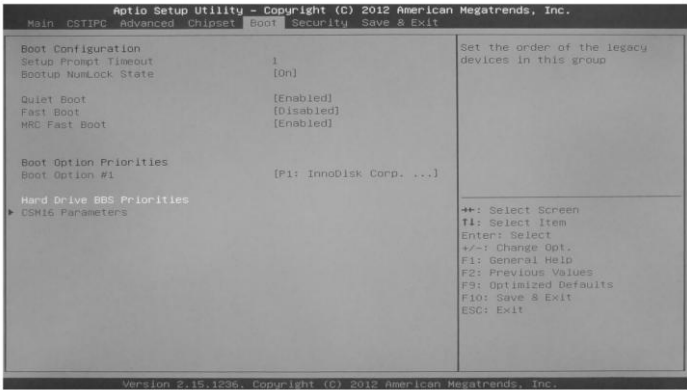 Aptio Setup Utility – Copyright (C) 2012 American Megatrends, Inc.
Main CSTIPC Advanced Chipset Boot Security Save & Exit
Boot Configuration
Setup Prompt Timeout 1
Bootup NumLock State [On]
Quiet Boot [Enabled]
Fast Boot [Disabled]
MRC Fast Boot [Enabled]
Boot Option Priorities
Boot Option #1 [P1: InnoDisk Corp. ...]
Hard Drive BBS Priorities
▶ CSM16 Parameters
Set the order of the legacy
devices in this group
→←: Select Screen
↑↓: Select Item
Enter: Select
+/-: Change Opt.
F1: General Help
F2: Previous Values
F9: Optimized Defaults
F10: Save & Exit
ESC: Exit
Version 2.15.1236. Copyright (C) 2012 American Megatrends, Inc.